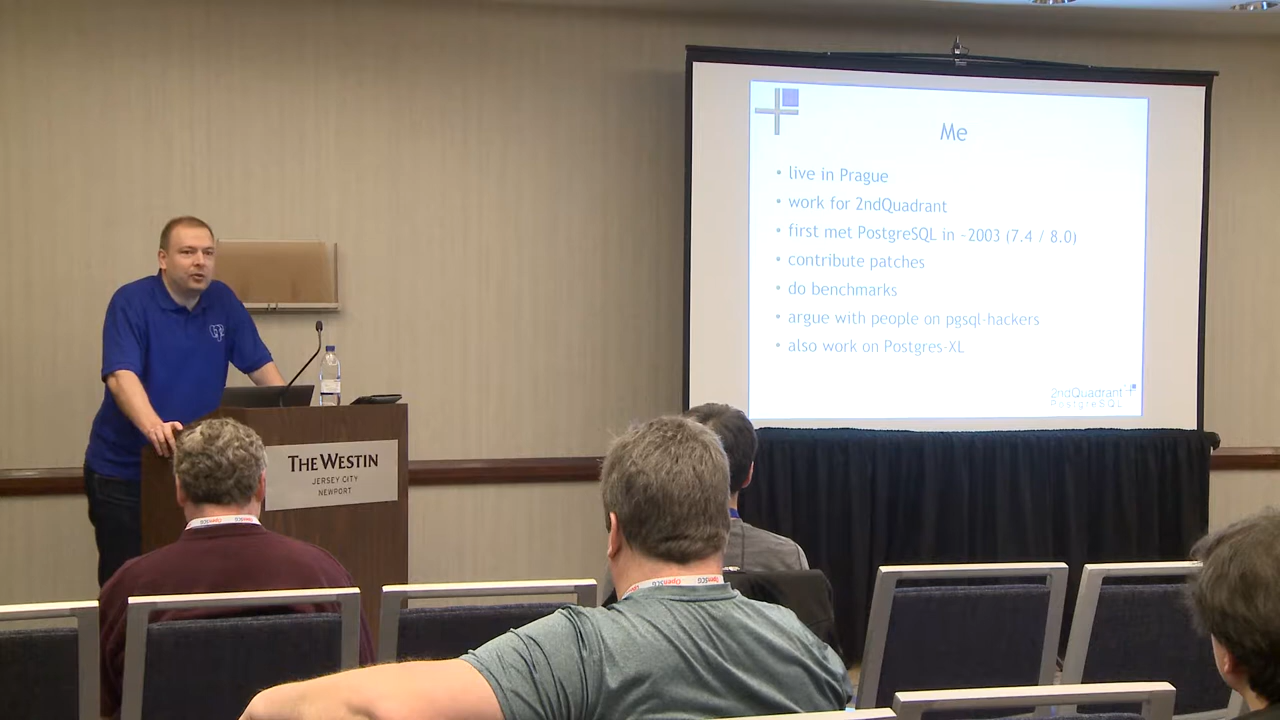 Me
• live in Prague
• work for 2ndQuadrant
• first met PostgreSQL in ~2003 (7.4 / 8.0)
• contribute patches
• do benchmarks
• argue with people on pgsql-hackers
• also work on Postgres-XL
2ndQuadrant
PostgreSQL
THE WESTIN
JERSEY CITY
NEWPORT
OpenSCG
OpenSCG